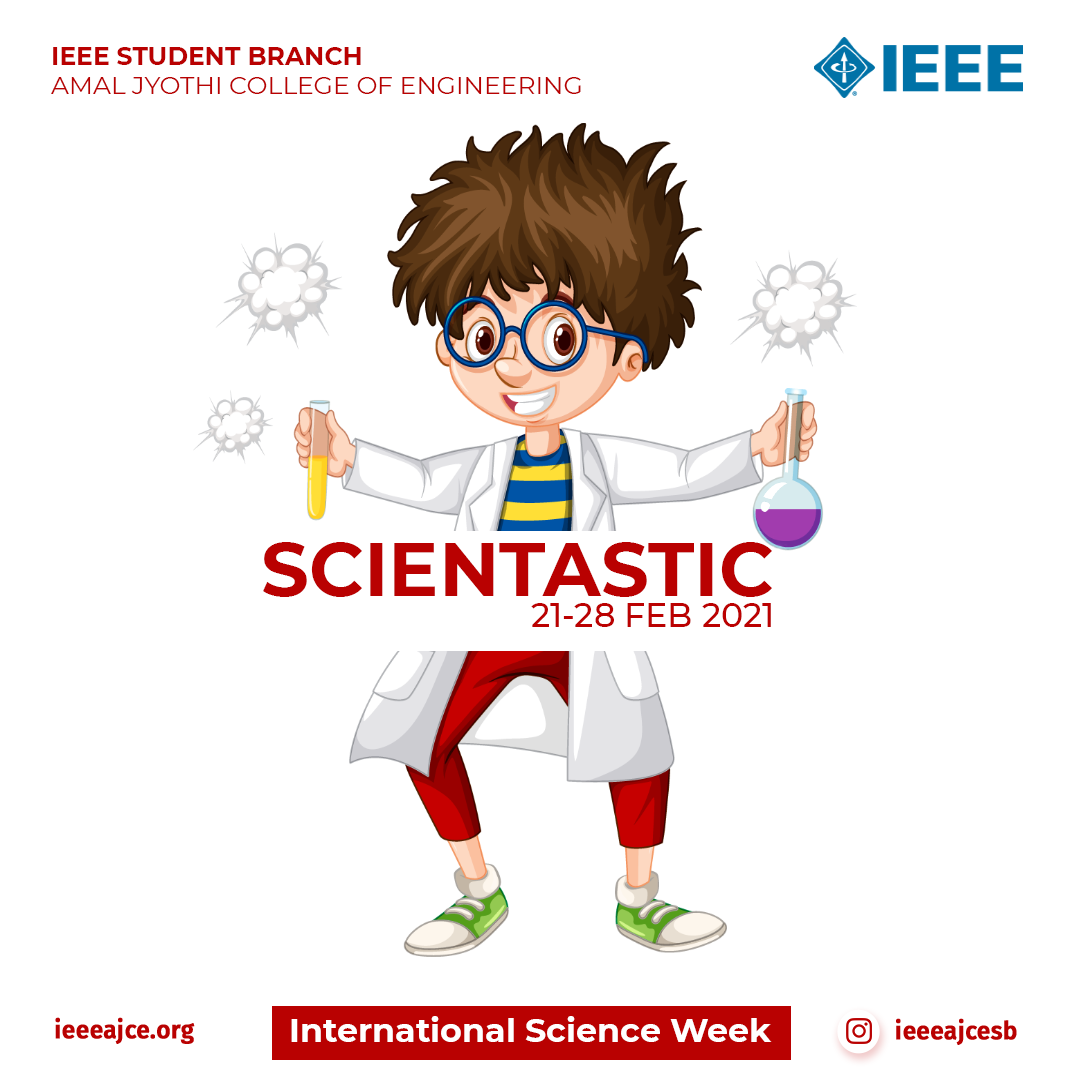 IEEE STUDENT BRANCH
AMAL JYOTHI COLLEGE OF ENGINEERING
IEEE
SCIENTASTIC
21-28 FEB 2021
ieeeajce.org
International Science Week
ieeeajcesb